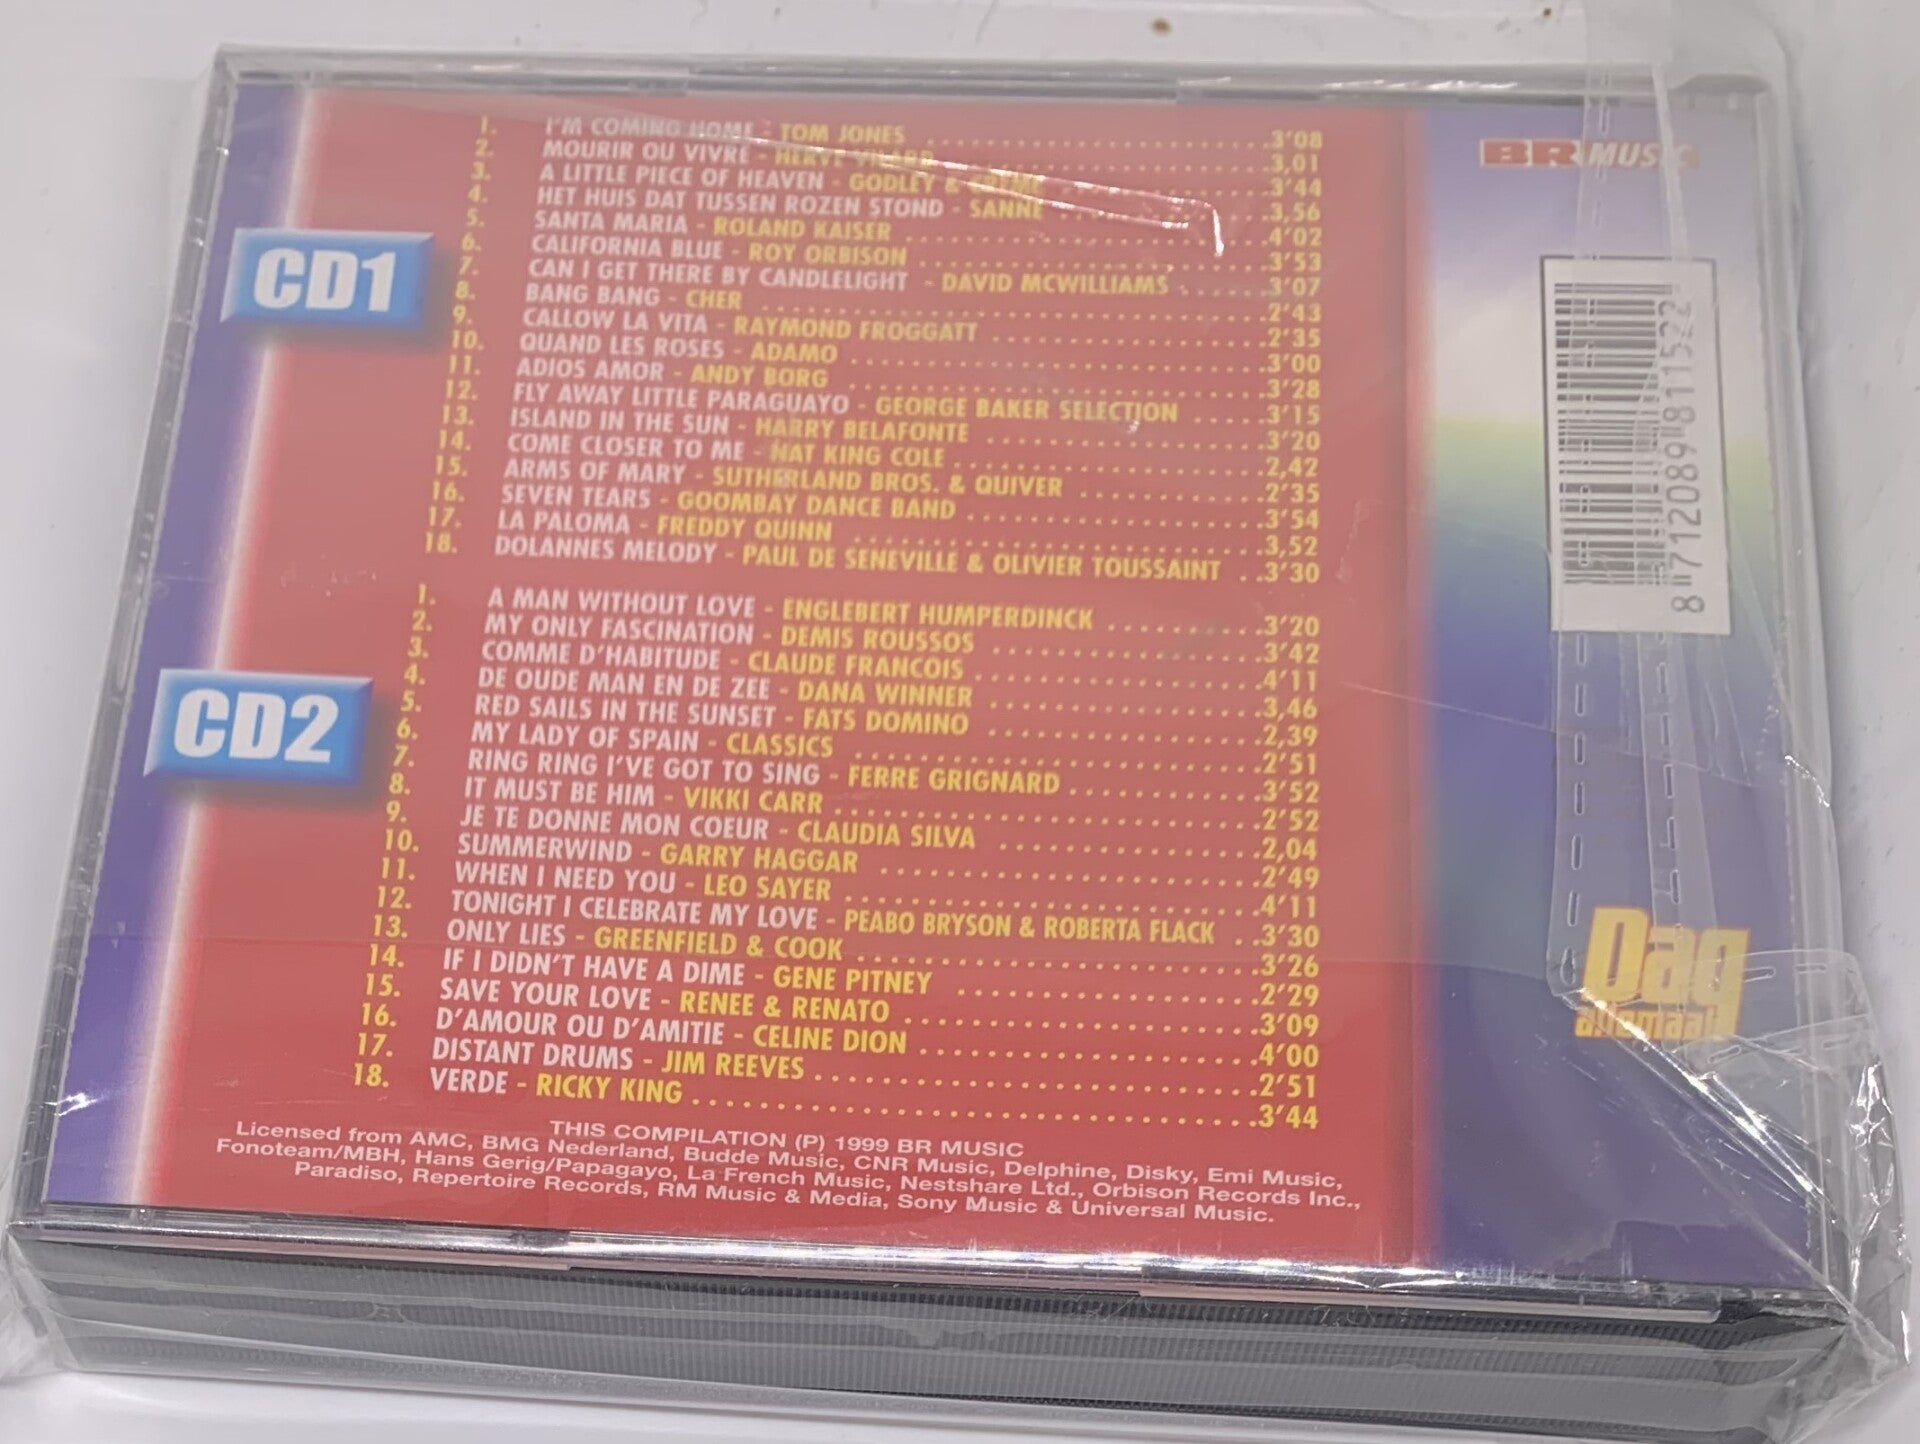 BR MUSIC
CD1
1. I'M COMING HOME - TOM JONES 3'08
2. MOURIR OU VIVRE - HERVE VILARD 3,01
3. A LITTLE PIECE OF HEAVEN - GODLEY & CREME 3'44
4. HET HUIS DAT TUSSEN ROZEN STOND - SANNE 3,56
5. SANTA MARIA - ROLAND KAISER 4'02
6. CALIFORNIA BLUE - ROY ORBISON 3'53
7. CAN I GET THERE BY CANDLELIGHT - DAVID MCWILLIAMS 3'07
8. BANG BANG - CHER 2'43
9. CALLOW LA VITA - RAYMOND FROGGATT 2'35
10. QUAND LES ROSES - ADAMO 3'00
11. ADIOS AMOR - ANDY BORG 3'28
12. FLY AWAY LITTLE PARAGUAYO - GEORGE BAKER SELECTION 3'15
13. ISLAND IN THE SUN - HARRY BELAFONTE 3'20
14. COME CLOSER TO ME - NAT KING COLE 2,42
15. ARMS OF MARY - SUTHERLAND BROS. & QUIVER 2'35
16. SEVEN TEARS - GOOMBAY DANCE BAND 3'54
17. LA PALOMA - FREDDY QUINN 3,52
18. DOLANNES MELODY - PAUL DE SENEVILLE & OLIVIER TOUSSAINT 3'30
CD2
1. A MAN WITHOUT LOVE - ENGLEBERT HUMPERDINCK 3'20
2. MY ONLY FASCINATION - DEMIS ROUSSOS 3'42
3. COMME D'HABITUDE - CLAUDE FRANCOIS 4'11
4. DE OUDE MAN EN DE ZEE - DANA WINNER 3,46
5. RED SAILS IN THE SUNSET - FATS DOMINO 2,39
6. MY LADY OF SPAIN - CLASSICS 2'51
7. RING RING I'VE GOT TO SING - FERRE GRIGNARD 3'52
8. IT MUST BE HIM - VIKKI CARR 2'52
9. JE TE DONNE MON COEUR - CLAUDIA SILVA 2,04
10. SUMMERWIND - GARRY HAGGAR 2'49
11. WHEN I NEED YOU - LEO SAYER 4'11
12. TONIGHT I CELEBRATE MY LOVE - PEABO BRYSON & ROBERTA FLACK 3'30
13. ONLY LIES - GREENFIELD & COOK 3'26
14. IF I DIDN'T HAVE A DIME - GENE PITNEY 2'29
15. SAVE YOUR LOVE - RENEE & RENATO 3'09
16. D'AMOUR OU D'AMITIE - CELINE DION 4'00
17. DISTANT DRUMS - JIM REEVES 2'51
18. VERDE - RICKY KING 3'44
THIS COMPILATION (P) 1999 BR MUSIC
Licensed from AMC, BMG Nederland, Budde Music, CNR Music, Delphine, Disky, Emi Music,
Fonoteam/MBH, Hans Gerig/Papagayo, La French Music, Nestshare Ltd., Orbison Records Inc.,
Paradiso, Repertoire Records, RM Music & Media, Sony Music & Universal Music.
8 712089 811522
Dag
allemaal